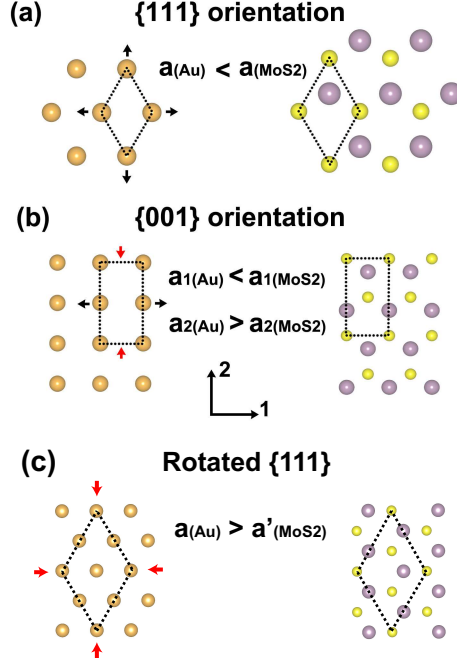 (a) {111} orientation
a(Au) < a(MoS2)
(b) {001} orientation
a1(Au) < a1(MoS2)
a2(Au) > a2(MoS2)
2
1
(c) Rotated {111}
a(Au) > a'(MoS2)